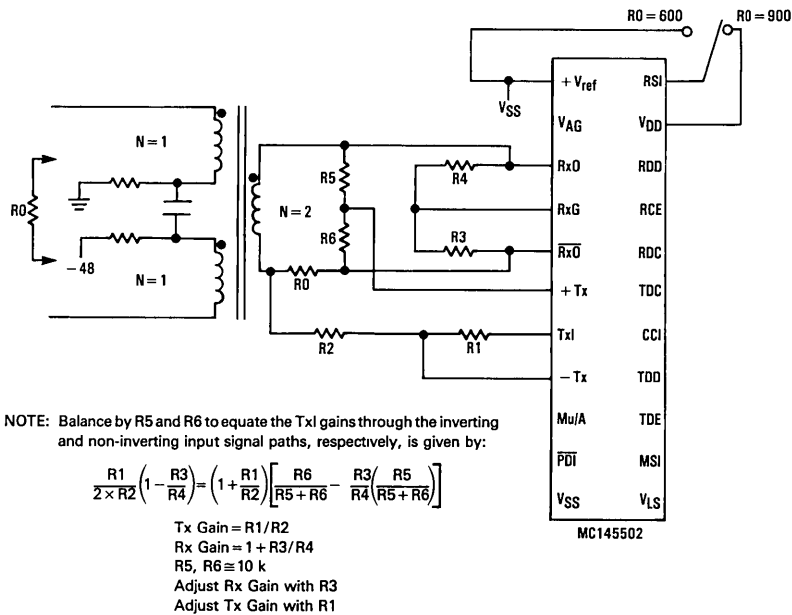 R0 = 600
R0 = 900
+ Vref
RSI
VSS
VAG
VDD
N = 1
RxO
RDD
R4
R5
RxG
RCE
R0
N = 2
R6
R3
RxO
RDC
– 48
R0
+ Tx
TDC
N = 1
TxI
CCI
R2
R1
– Tx
TDD
Mu/A
TDE
PDI
MSI
VSS
VLS
MC145502
NOTE: Balance by R5 and R6 to equate the TxI gains through the inverting
and non-inverting input signal paths, respectively, is given by:
R1/(2 × R2) (1 – R3/R4) = (1 + R1/R2) [R6/(R5 + R6) – R3/R4 (R5/(R5 + R6))]
Tx Gain = R1/R2
Rx Gain = 1 + R3/R4
R5, R6 ≅ 10 k
Adjust Rx Gain with R3
Adjust Tx Gain with R1